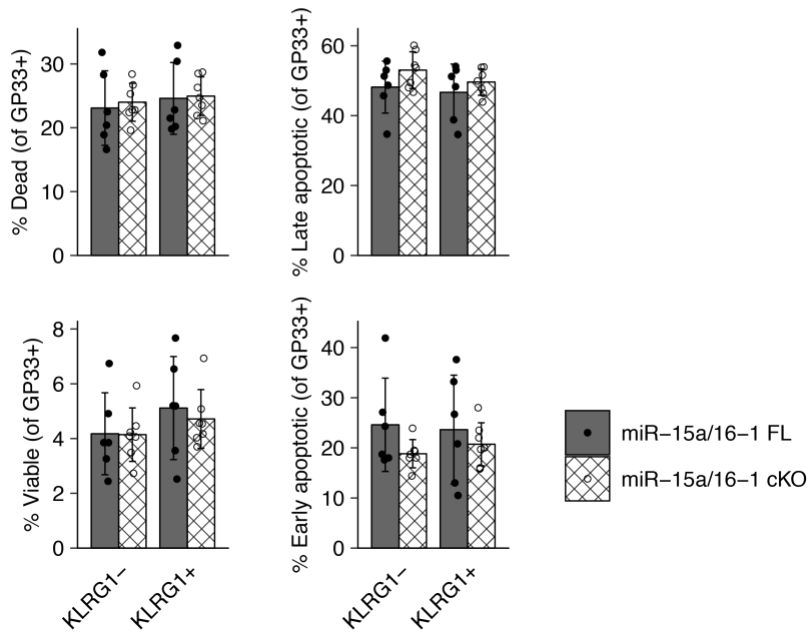 % Dead (of GP33+)
30
20
10
0
% Late apoptotic (of GP33+)
60
40
20
0
% Viable (of GP33+)
8
6
4
2
0
KLRG1−
KLRG1+
% Early apoptotic (of GP33+)
40
30
20
10
0
KLRG1−
KLRG1+
miR−15a/16−1 FL
miR−15a/16−1 cKO